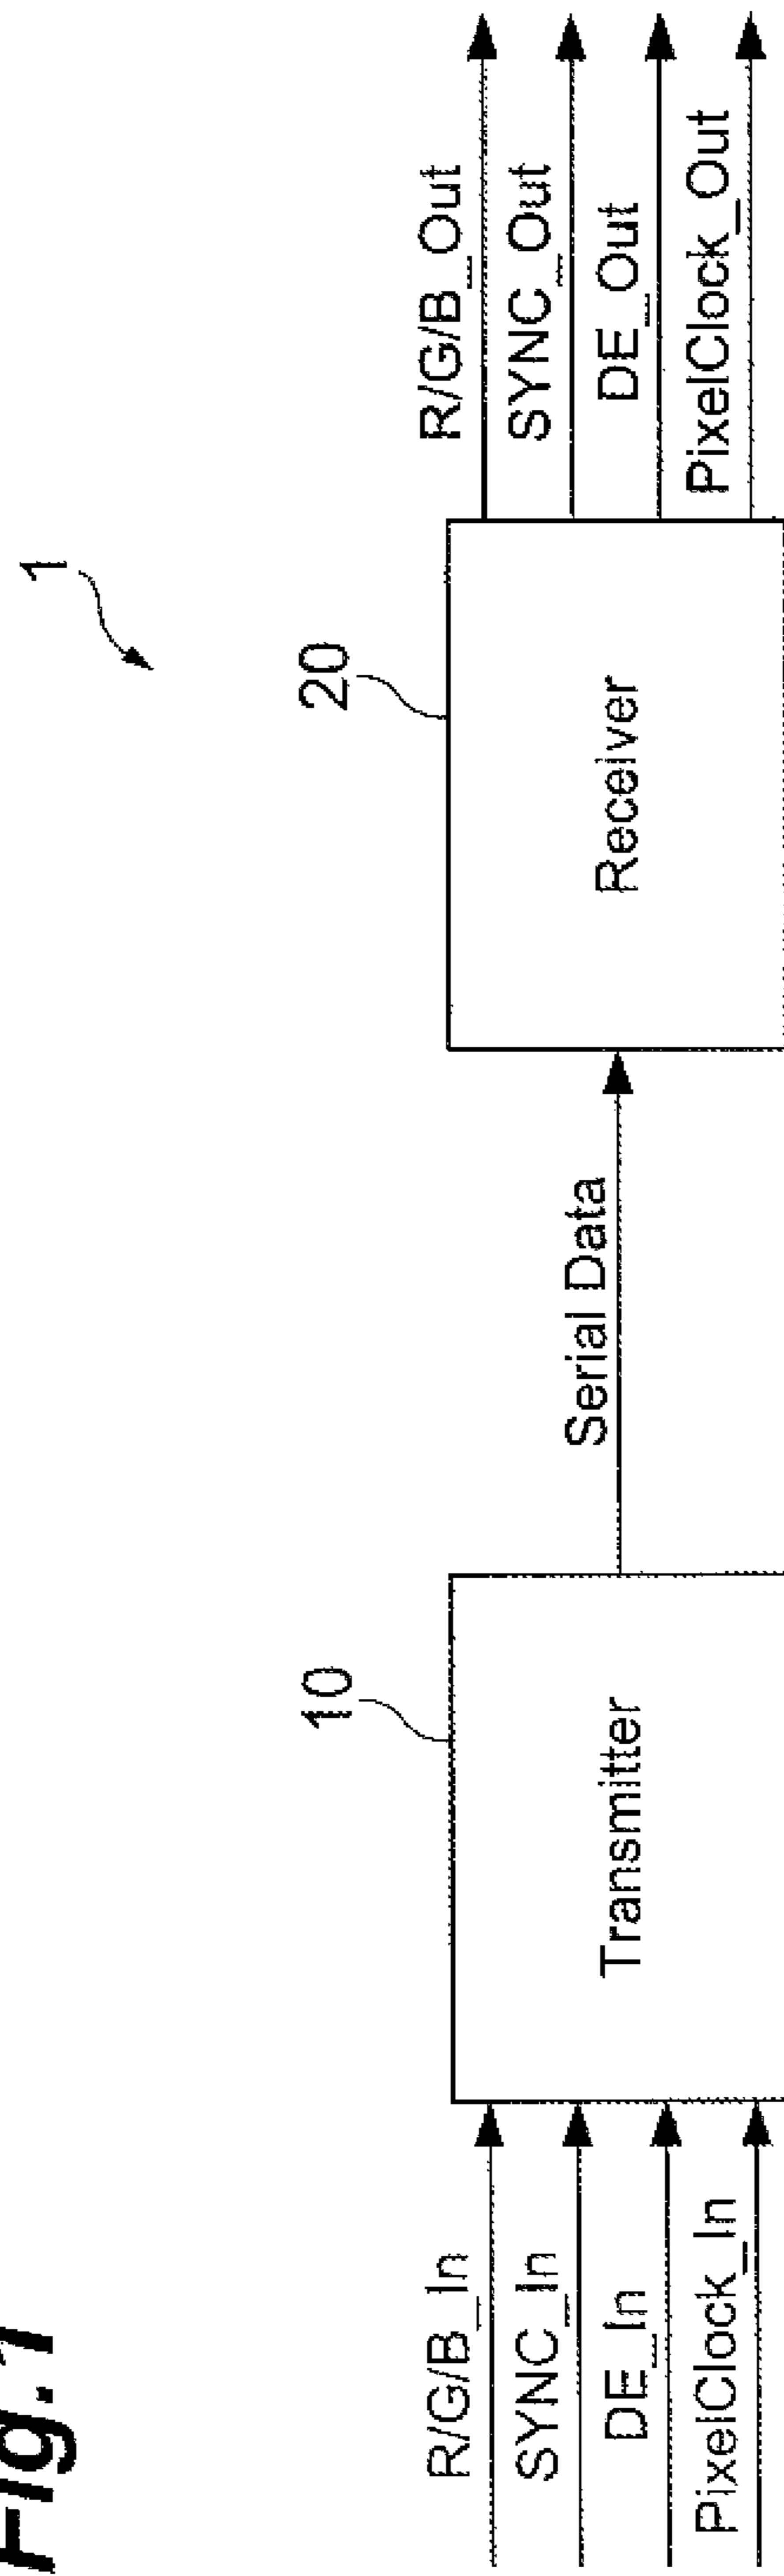 Fig.1
1
10
20
R/G/B_In
SYNC_In
DE_In
PixelClock_In
Transmitter
Serial Data
Receiver
R/G/B_Out
SYNC_Out
DE_Out
PixelClock_Out